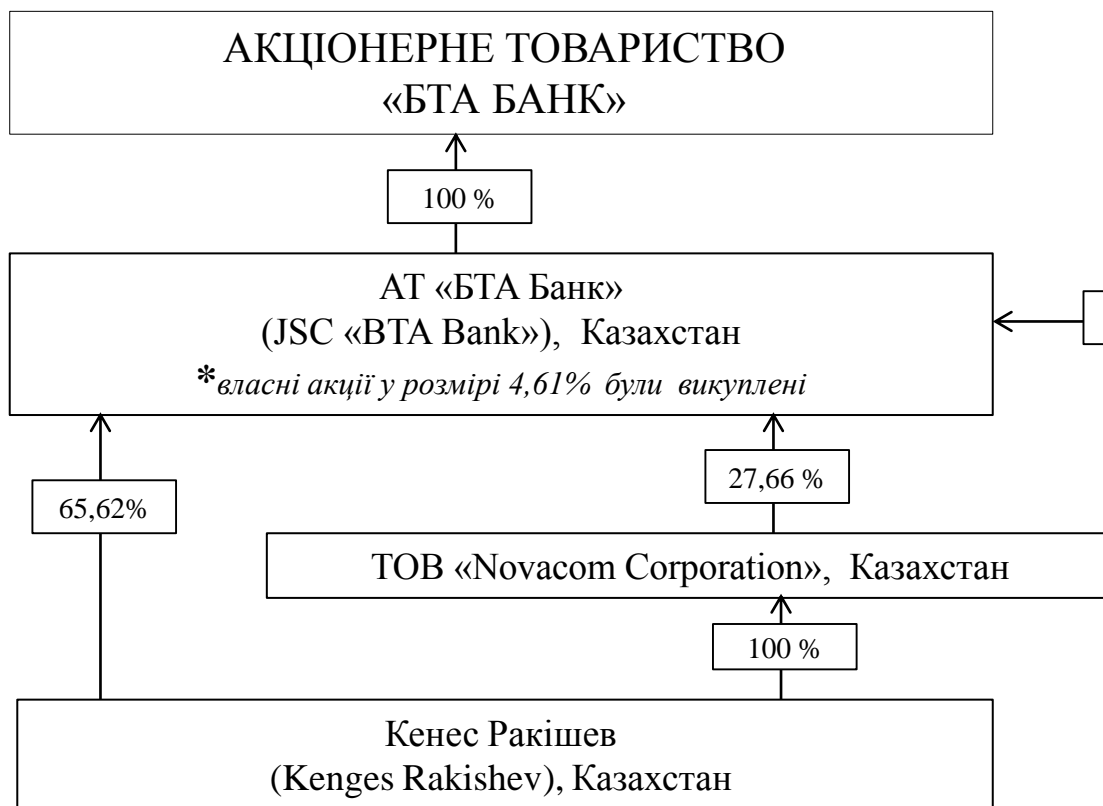 АКЦІОНЕРНЕ ТОВАРИСТВО
«БТА БАНК»
100 %
АТ «БТА Банк»
(JSC «BTA Bank»), Казахстан
*власні акції у розмірі 4,61% були викуплені
65,62%
27,66 %
ТОВ «Novacom Corporation», Казахстан
100 %
Кенес Ракішев
(Kenges Rakishev), Казахстан